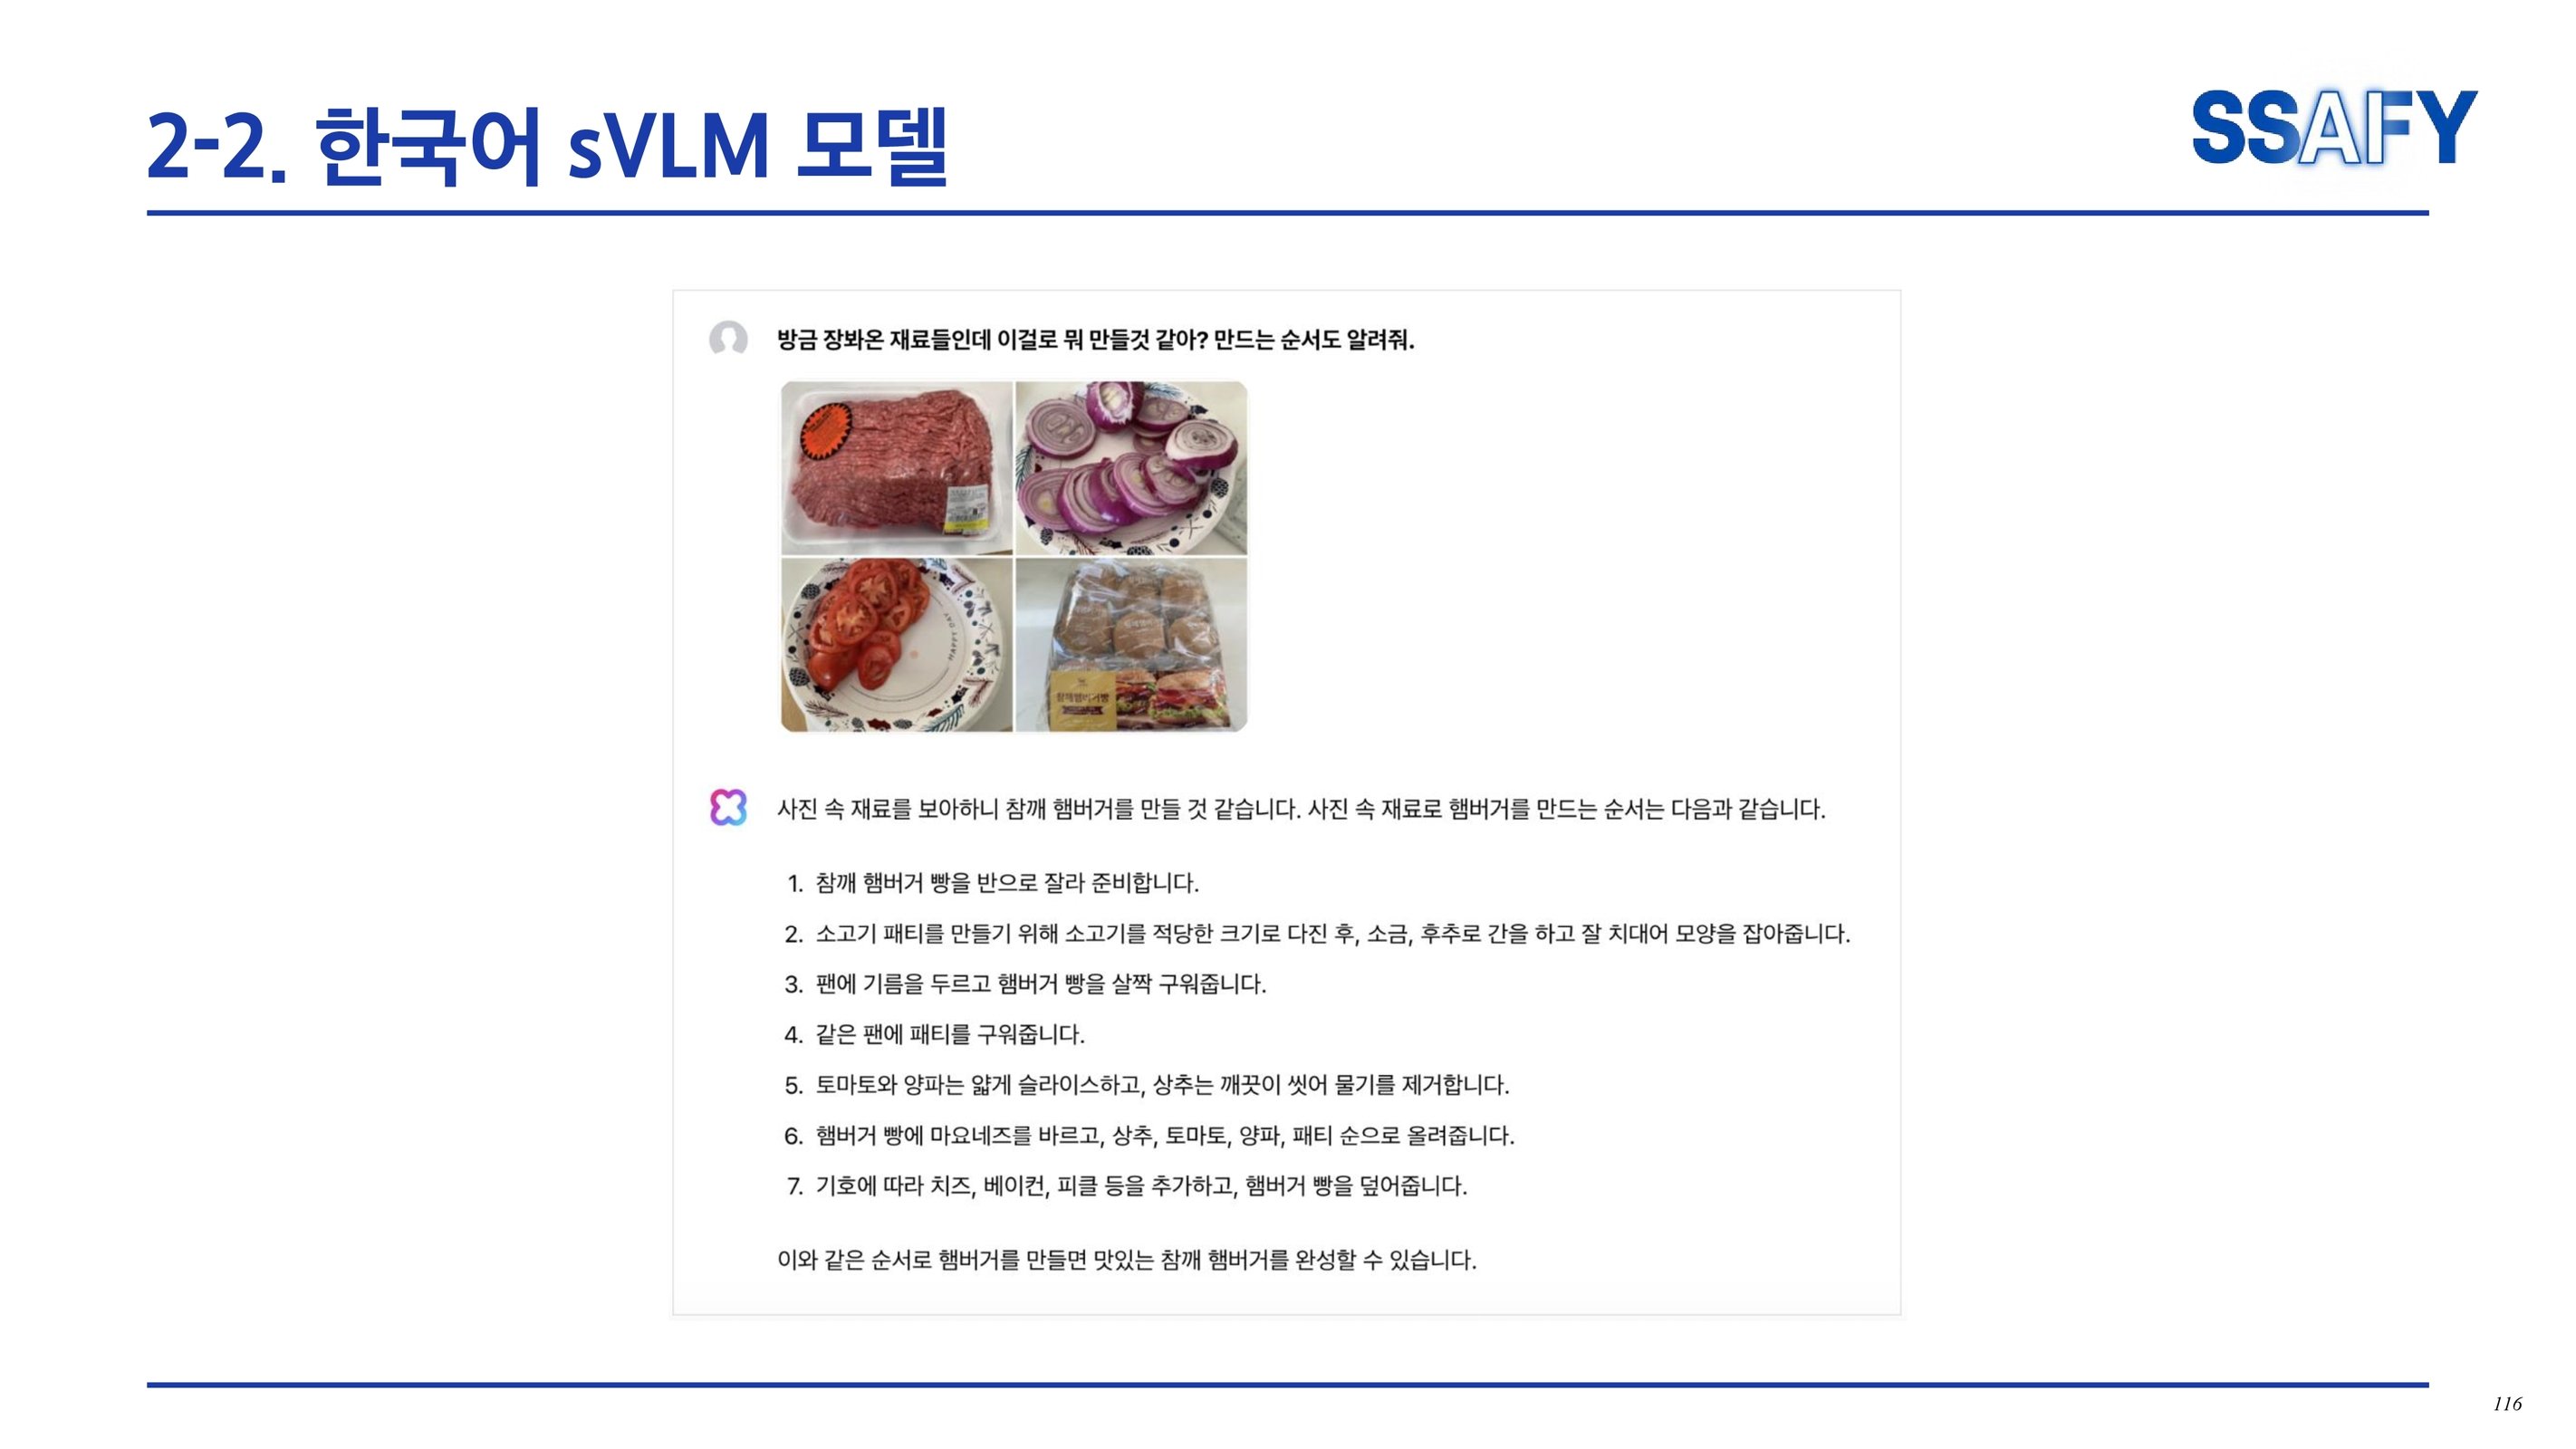 2-2. 한국어 sVLM 모델
SSAFY
방금 장봐온 재료들인데 이걸로 뭐 만들것 같아? 만드는 순서도 알려줘.
HAPPY DAY
참깨햄버거빵
사진 속 재료를 보아하니 참깨 햄버거를 만들 것 같습니다. 사진 속 재료로 햄버거를 만드는 순서는 다음과 같습니다.
1. 참깨 햄버거 빵을 반으로 잘라 준비합니다.
2. 소고기 패티를 만들기 위해 소고기를 적당한 크기로 다진 후, 소금, 후추로 간을 하고 잘 치대어 모양을 잡아줍니다.
3. 팬에 기름을 두르고 햄버거 빵을 살짝 구워줍니다.
4. 같은 팬에 패티를 구워줍니다.
5. 토마토와 양파는 얇게 슬라이스하고, 상추는 깨끗이 씻어 물기를 제거합니다.
6. 햄버거 빵에 마요네즈를 바르고, 상추, 토마토, 양파, 패티 순으로 올려줍니다.
7. 기호에 따라 치즈, 베이컨, 피클 등을 추가하고, 햄버거 빵을 덮어줍니다.
이와 같은 순서로 햄버거를 만들면 맛있는 참깨 햄버거를 완성할 수 있습니다.
116